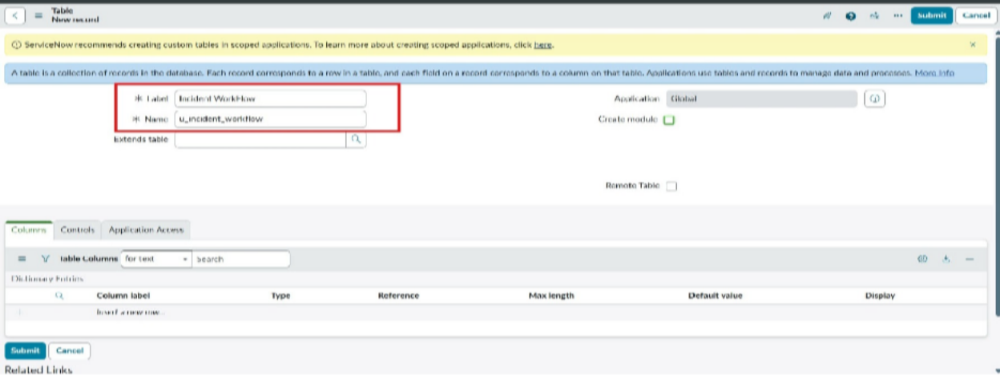 Table
New record
Submit
Cancel
ServiceNow recommends creating custom tables in scoped applications. To learn more about creating scoped applications, click here.
A table is a collection of records in the database. Each record corresponds to a row in a table, and each field on a record corresponds to a column on that table. Applications use tables and records to manage data and processes. More Info
Label Incident WorkFlow
Application Global
Name u_incident_workflow
Create module
Extends table
Remote Table
Columns Controls Application Access
Table Columns for text Search
Dictionary Entries
Column label Type Reference Max length Default value Display
Insert a new row...
Submit Cancel
Related Links